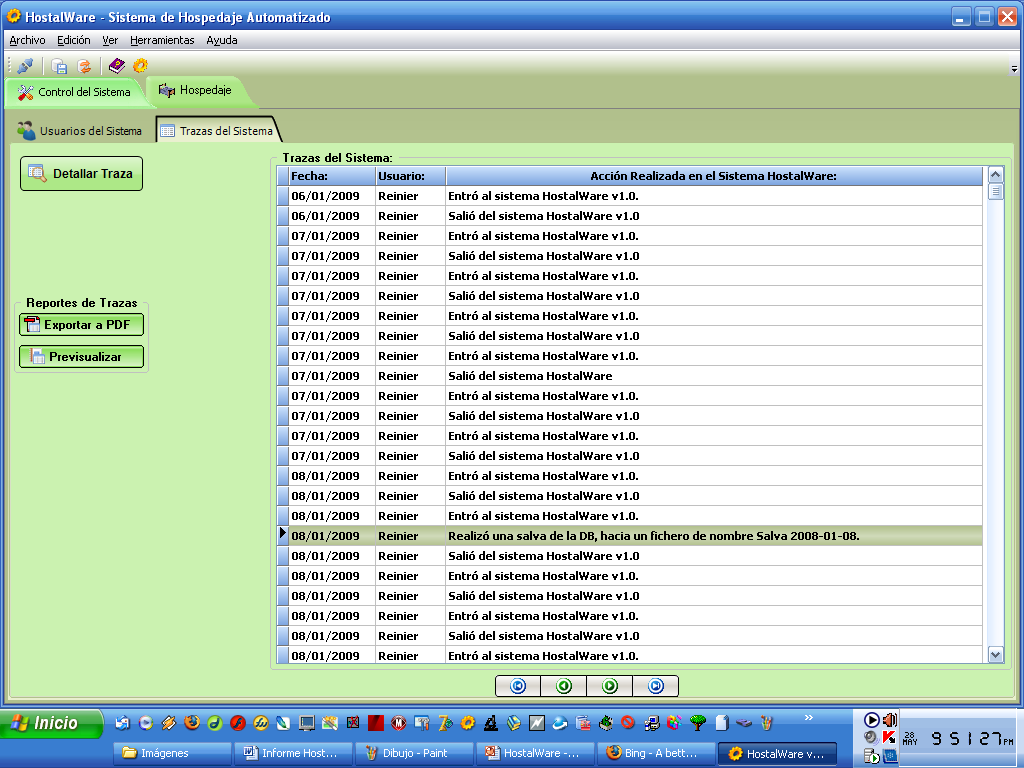 HostalWare - Sistema de Hospedaje Automatizado
Archivo Edición Ver Herramientas Ayuda
Control del Sistema Hospedaje
Usuarios del Sistema Trazas del Sistema
Detallar Traza
Reportes de Trazas
Exportar a PDF
Previsualizar
Trazas del Sistema:
Fecha: Usuario: Acción Realizada en el Sistema HostalWare:
06/01/2009 Reinier Entró al sistema HostalWare v1.0.
06/01/2009 Reinier Salió del sistema HostalWare v1.0
07/01/2009 Reinier Entró al sistema HostalWare v1.0.
07/01/2009 Reinier Salió del sistema HostalWare v1.0
07/01/2009 Reinier Entró al sistema HostalWare v1.0.
07/01/2009 Reinier Salió del sistema HostalWare v1.0
07/01/2009 Reinier Entró al sistema HostalWare v1.0.
07/01/2009 Reinier Salió del sistema HostalWare v1.0
07/01/2009 Reinier Entró al sistema HostalWare v1.0.
07/01/2009 Reinier Salió del sistema HostalWare
07/01/2009 Reinier Entró al sistema HostalWare v1.0.
07/01/2009 Reinier Salió del sistema HostalWare v1.0
07/01/2009 Reinier Entró al sistema HostalWare v1.0.
07/01/2009 Reinier Salió del sistema HostalWare v1.0
08/01/2009 Reinier Entró al sistema HostalWare v1.0.
08/01/2009 Reinier Salió del sistema HostalWare v1.0
08/01/2009 Reinier Entró al sistema HostalWare v1.0.
08/01/2009 Reinier Realizó una salva de la DB, hacia un fichero de nombre Salva 2008-01-08.
08/01/2009 Reinier Salió del sistema HostalWare v1.0
08/01/2009 Reinier Entró al sistema HostalWare v1.0.
08/01/2009 Reinier Salió del sistema HostalWare v1.0
08/01/2009 Reinier Entró al sistema HostalWare v1.0.
08/01/2009 Reinier Salió del sistema HostalWare v1.0
08/01/2009 Reinier Entró al sistema HostalWare v1.0.
Inicio
Imágenes Informe Host... Dibujo - Paint HostalWare -... Bing - A bett... HostalWare v...
28 MAY 9:51:27 PM